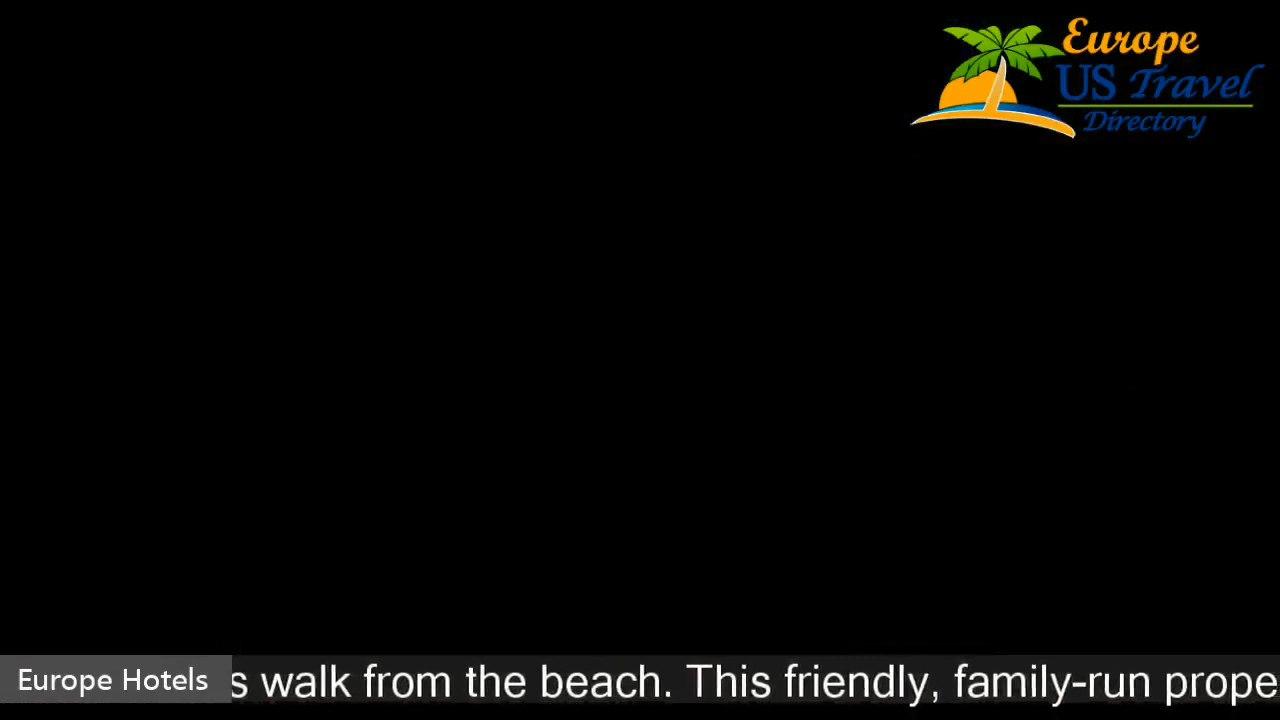 Europe
US Travel
Directory
Europe Hotels
s walk from the beach. This friendly, family-run prope